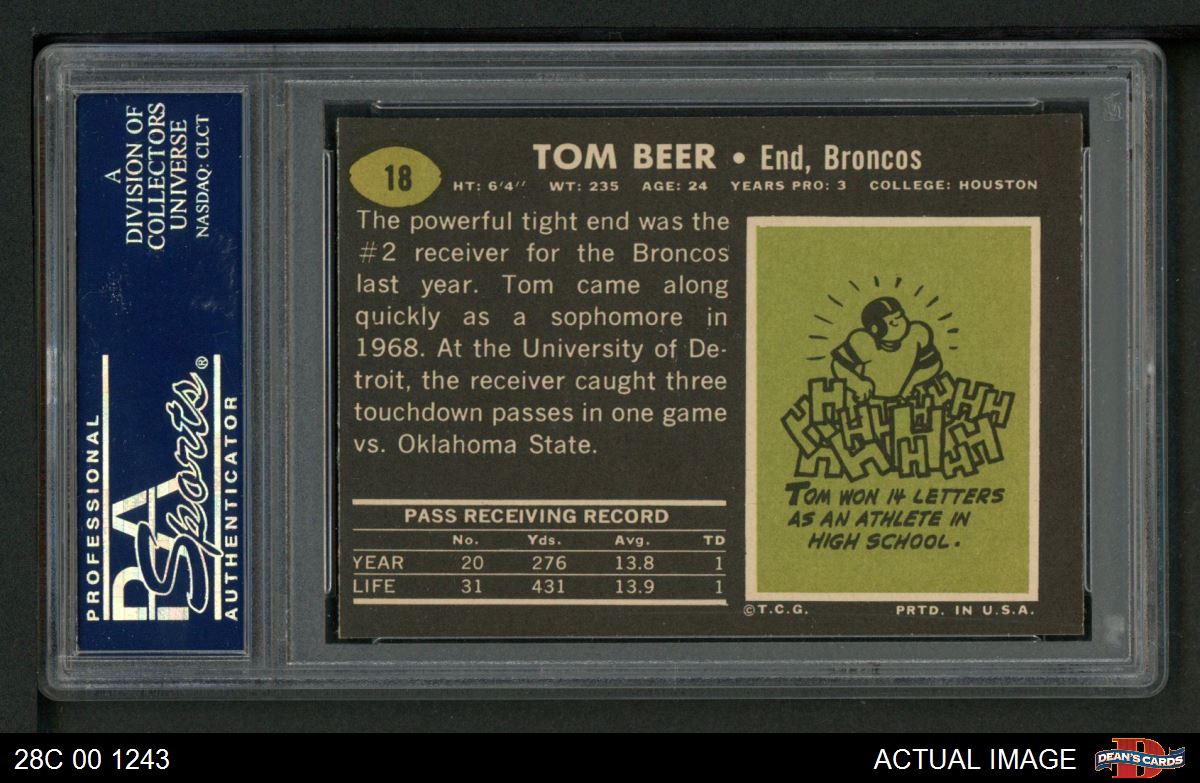 A
DIVISION OF
COLLECTORS
UNIVERSE
NASDAQ: CLCT
PROFESSIONAL
PSA
Sports®
AUTHENTICATOR
18
TOM BEER • End, Broncos
HT: 6'4'' WT: 235 AGE: 24 YEARS PRO: 3 COLLEGE: HOUSTON
The powerful tight end was the
#2 receiver for the Broncos
last year. Tom came along
quickly as a sophomore in
1968. At the University of De-
troit, the receiver caught three
touchdown passes in one game
vs. Oklahoma State.
PASS RECEIVING RECORD
No. Yds. Avg. TD
YEAR 20 276 13.8 1
LIFE 31 431 13.9 1
H H H H H H H H H H H H H H
TOM WON 14 LETTERS
AS AN ATHLETE IN
HIGH SCHOOL.
©T.C.G. PRTD. IN U.S.A.
28C 00 1243
ACTUAL IMAGE
D
DEAN'S CARDS